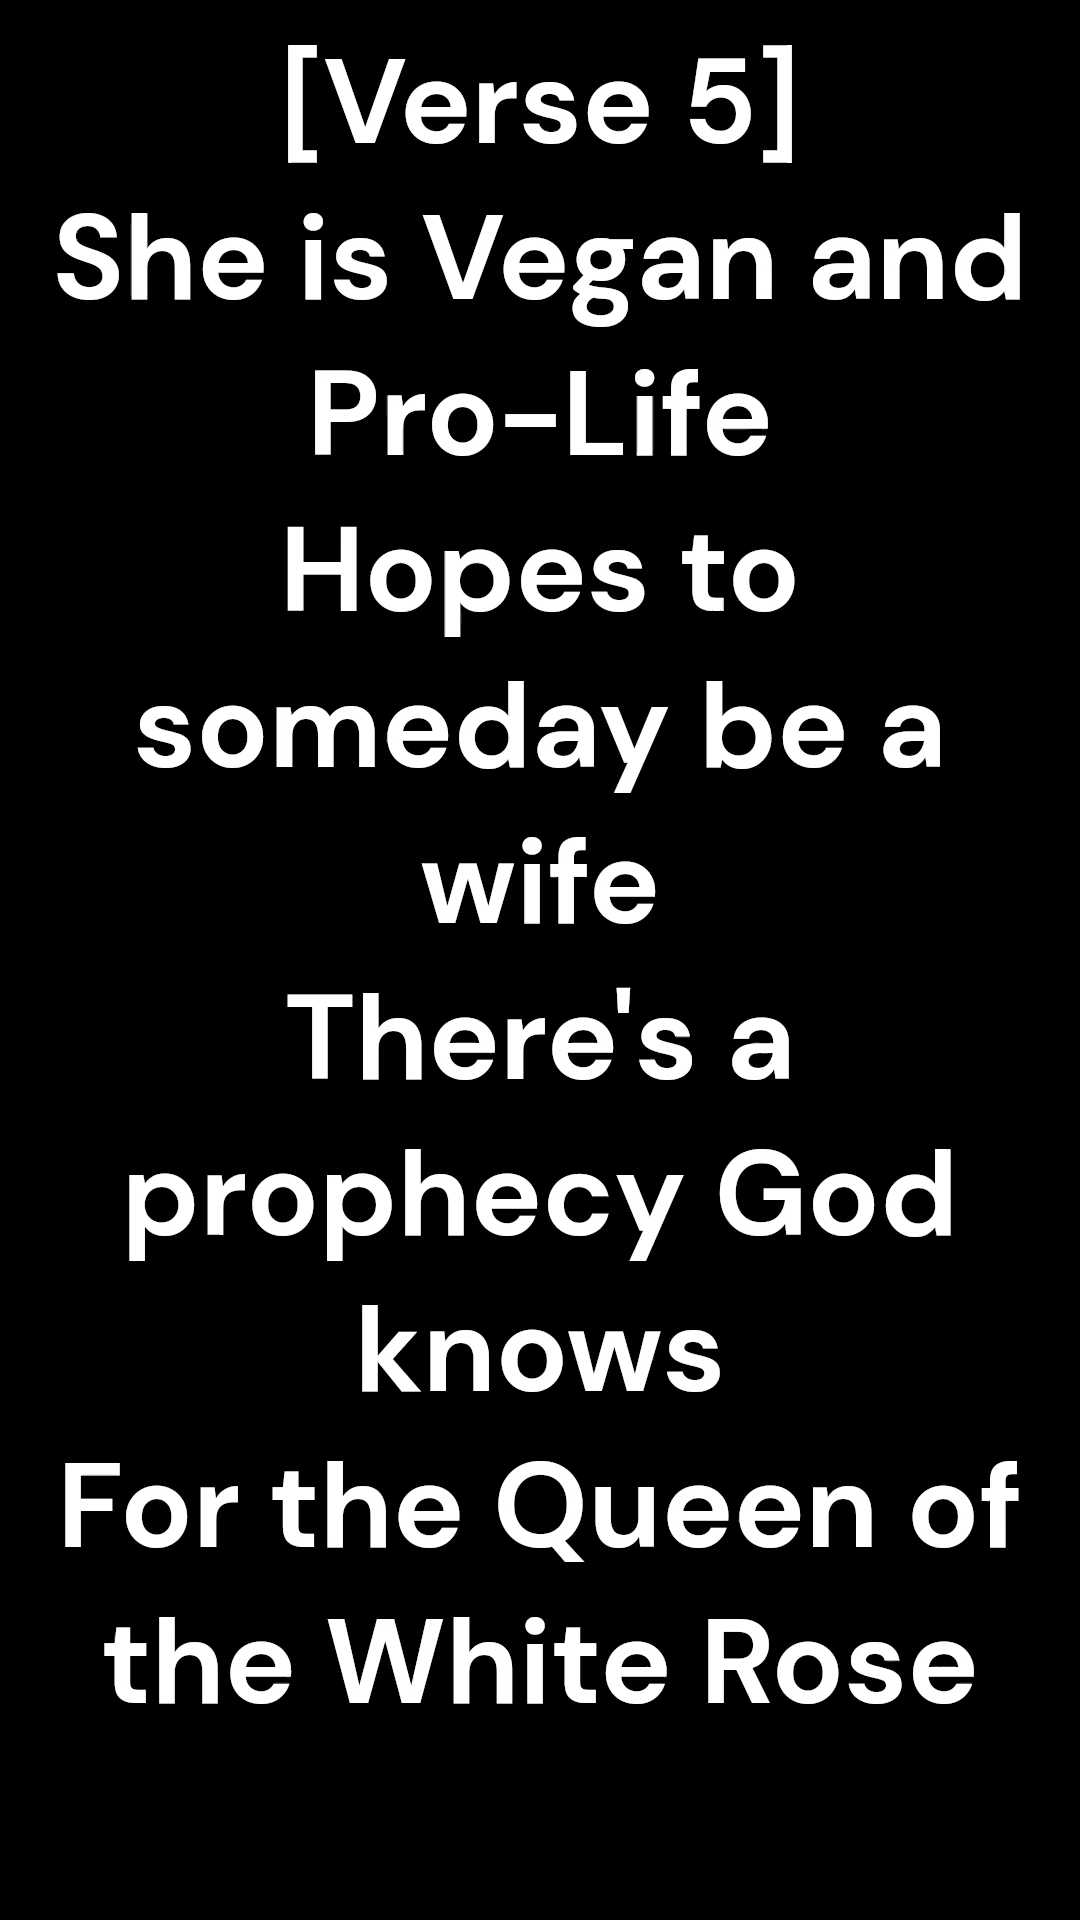 [Verse 5]
She is Vegan and
Pro-Life
Hopes to
someday be a
wife
There's a
prophecy God
knows
For the Queen of
the White Rose